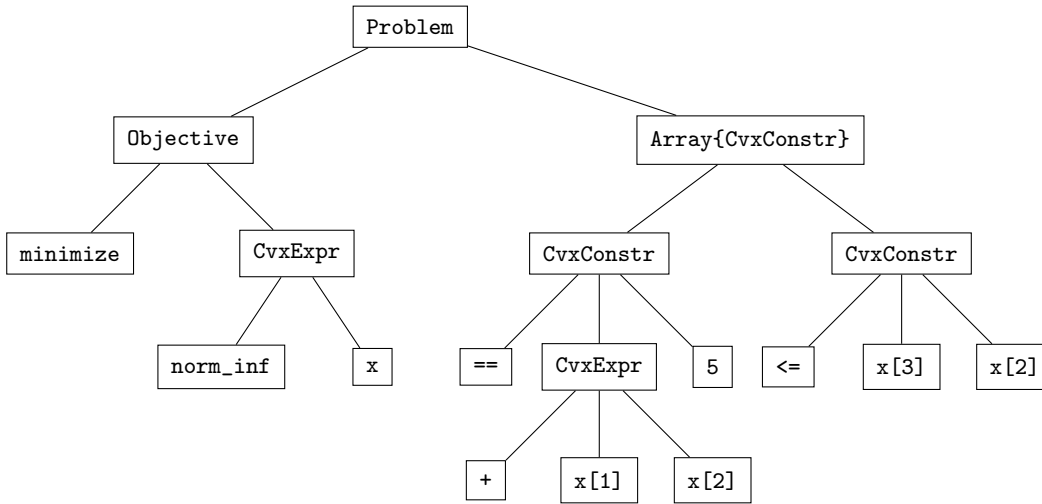 Problem
Objective
Array{CvxConstr}
minimize
CvxExpr
CvxConstr
CvxConstr
norm_inf
x
==
CvxExpr
5
<=
x[3]
x[2]
+
x[1]
x[2]